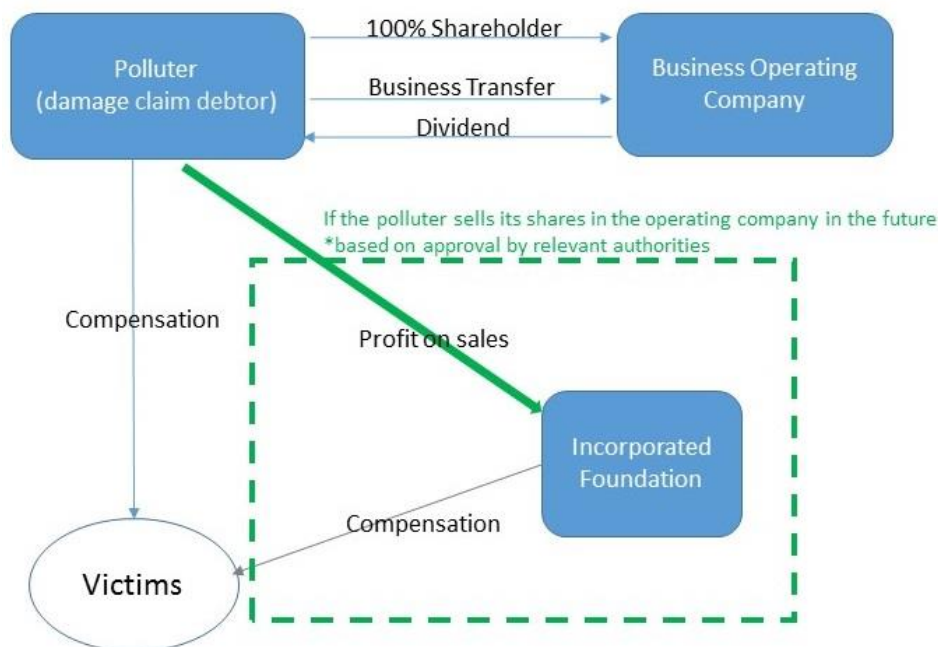 100% Shareholder
Polluter
(damage claim debtor)
Business Operating
Company
Business Transfer
Dividend
If the polluter sells its shares in the operating company in the future
*based on approval by relevant authorities
Compensation
Profit on sales
Incorporated
Foundation
Compensation
Victims